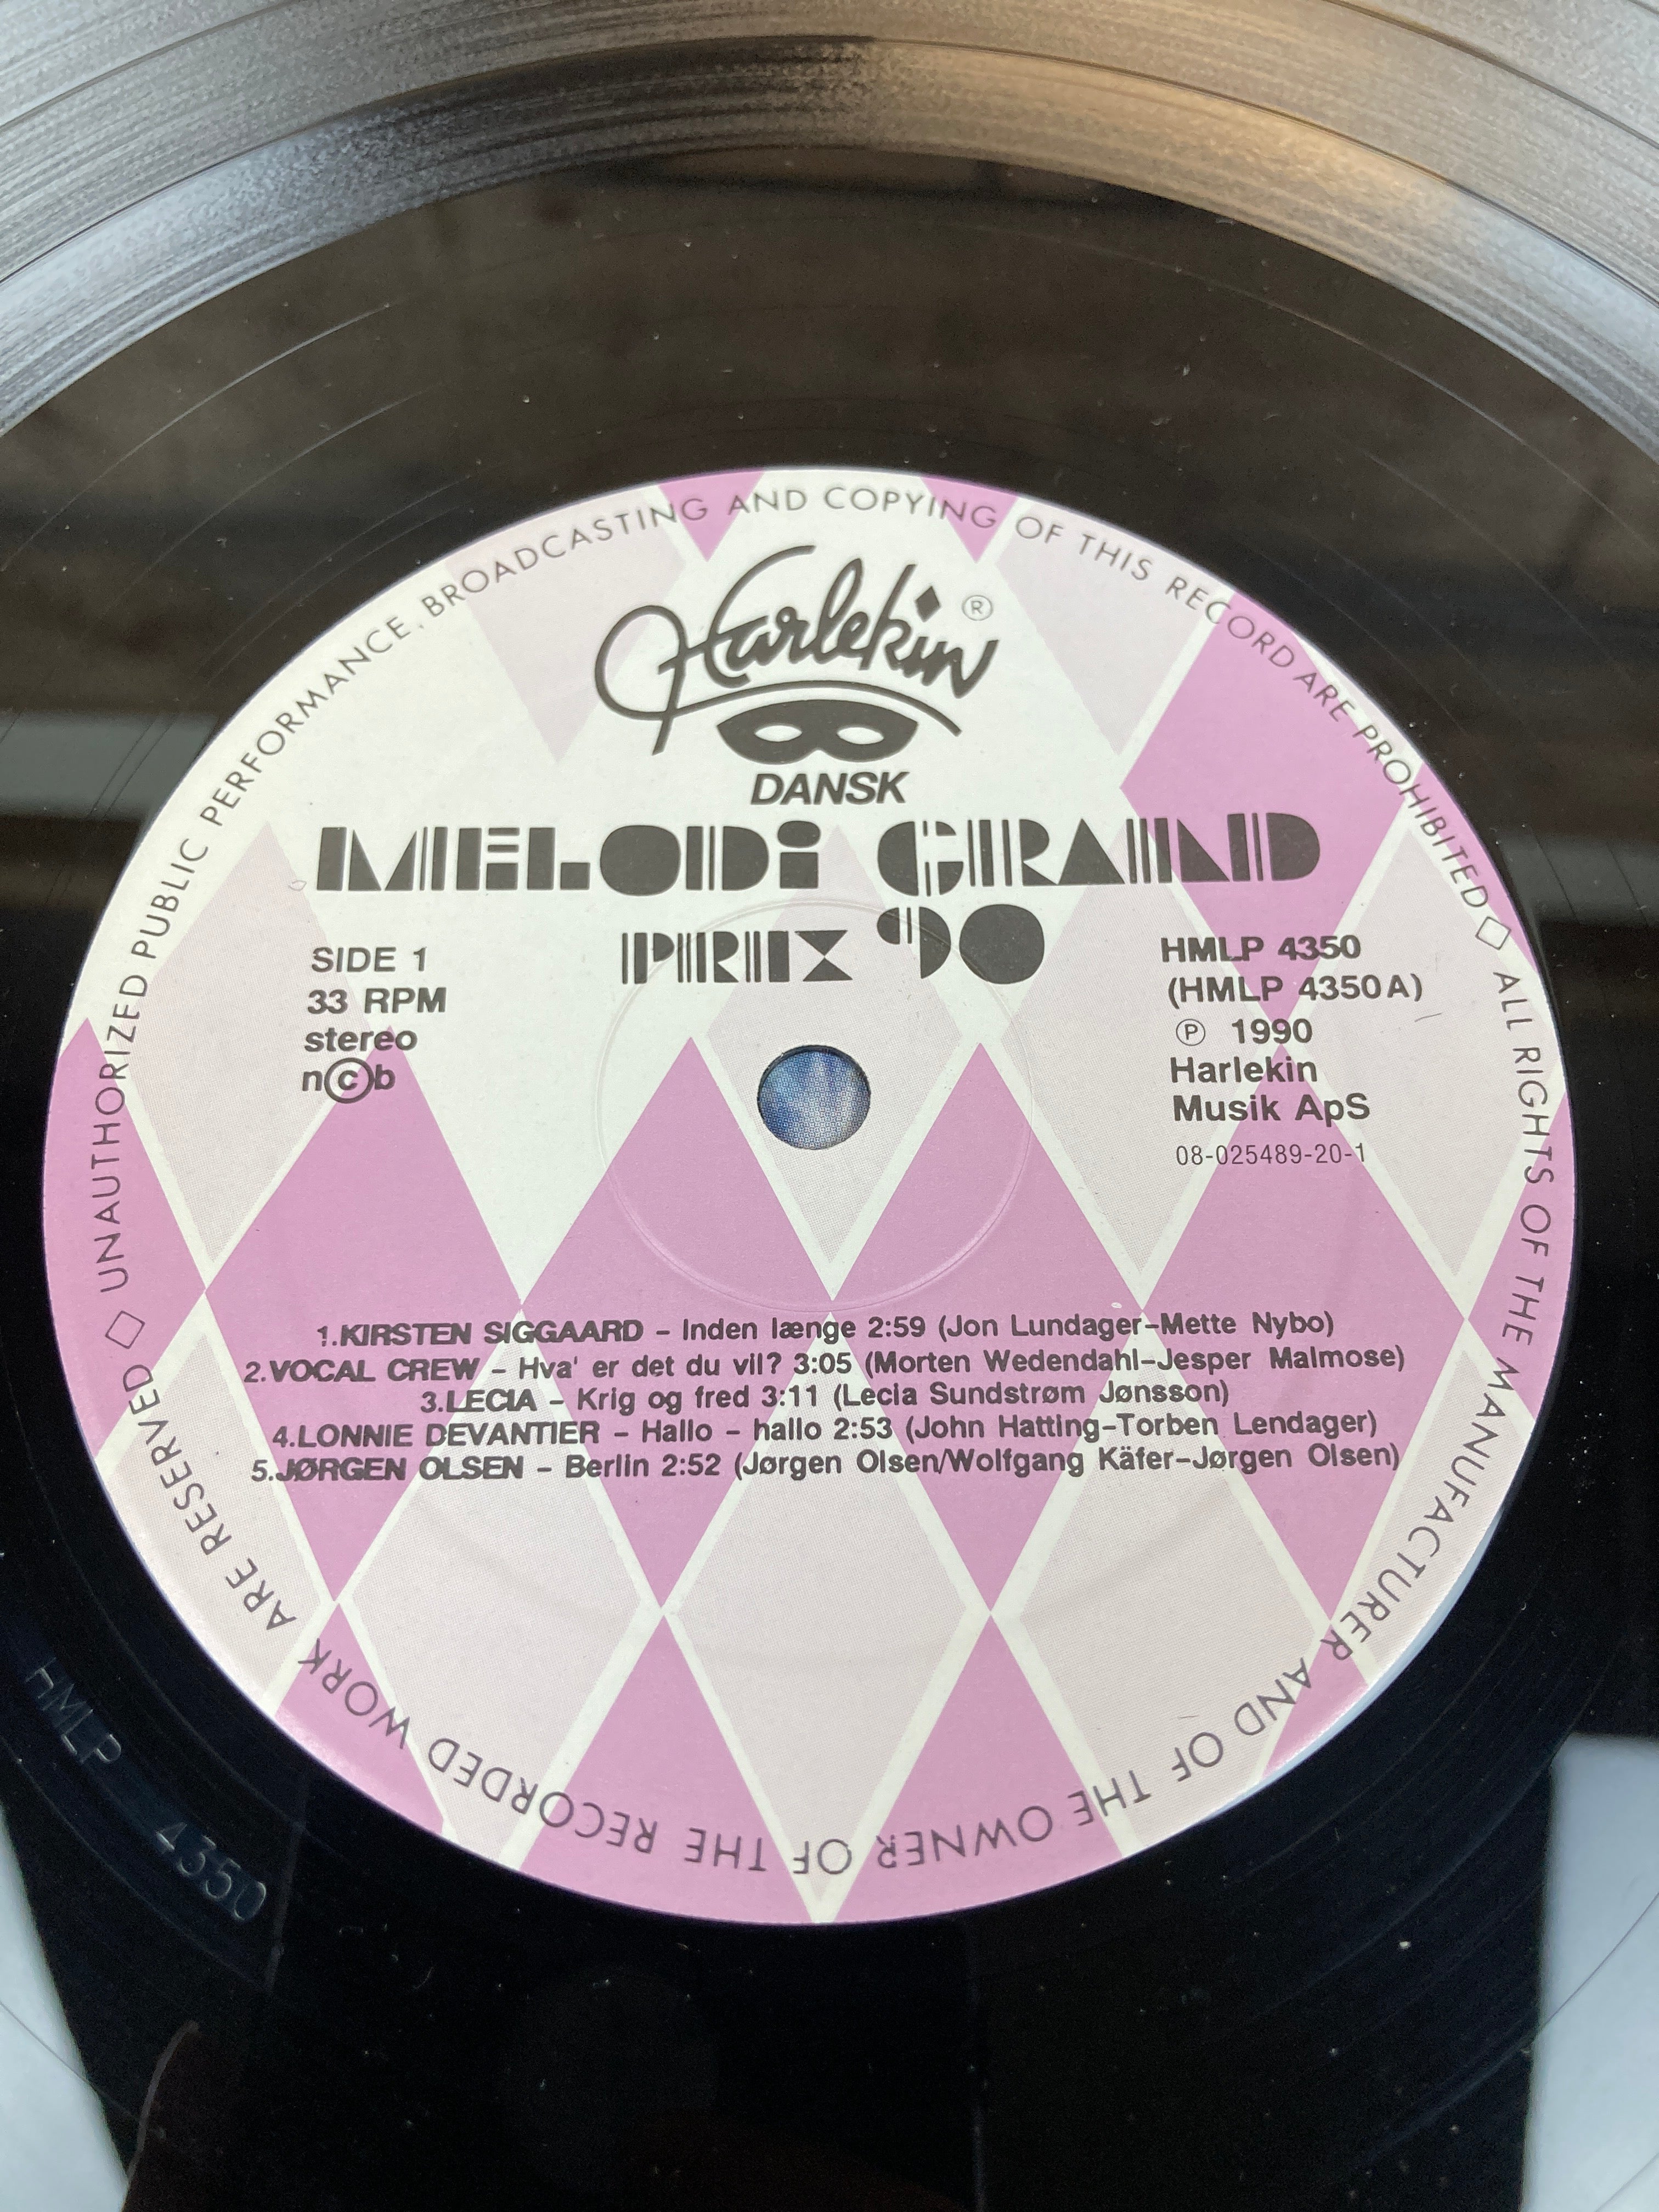 UNAUTHORIZED PUBLIC PERFORMANCE, BROADCASTING AND COPYING OF THIS RECORD ARE PROHIBITED ◇ ALL RIGHTS OF THE MANUFACTURER AND OF THE OWNER OF THE RECORDED WORK ARE RESERVED ◇
Harlekin ®
DANSK
MELODi GRAND
PRIX '90
SIDE 1
33 RPM
stereo
n©b
HMLP 4350
(HMLP 4350A)
Ⓟ 1990
Harlekin
Musik ApS
08-025489-20-1
1.KIRSTEN SIGGAARD – Inden længe 2:59 (Jon Lundager–Mette Nybo)
2.VOCAL CREW – Hva' er det du vil? 3:05 (Morten Wedendahl–Jesper Malmose)
3.LECIA – Krig og fred 3:11 (Lecia Sundstrøm Jønsson)
4.LONNIE DEVANTIER – Hallo – hallo 2:53 (John Hatting–Torben Lendager)
5.JØRGEN OLSEN – Berlin 2:52 (Jørgen Olsen/Wolfgang Käfer–Jørgen Olsen)
HMLP 4350